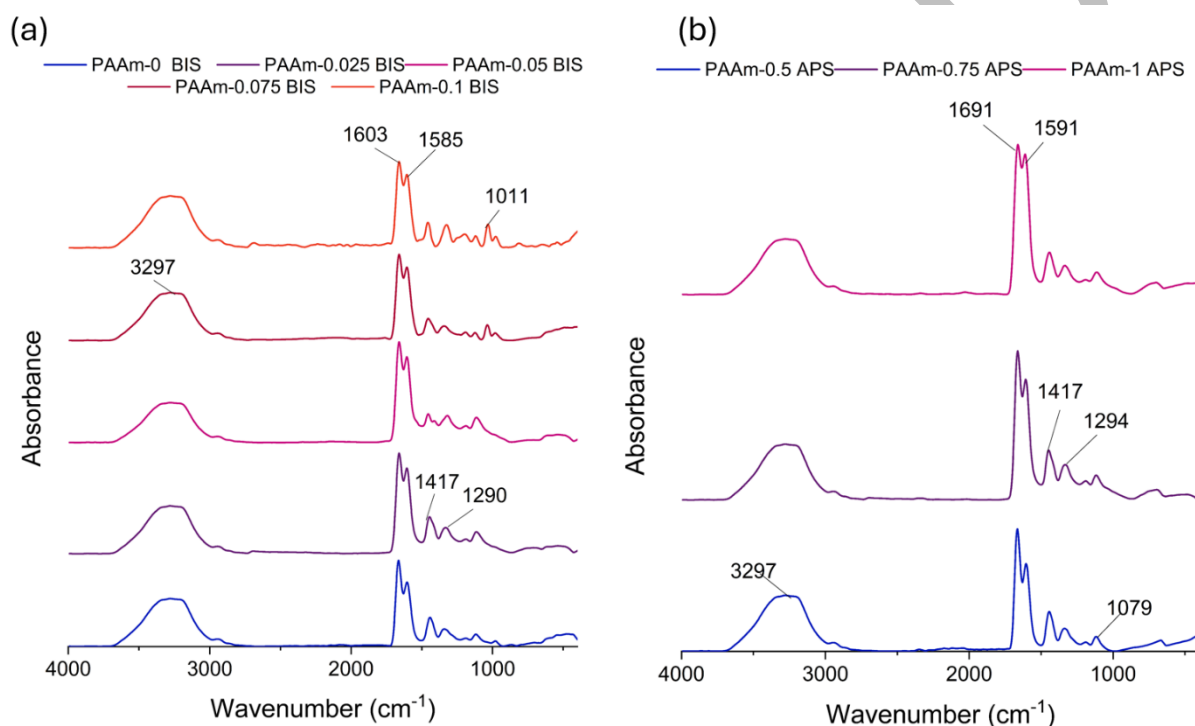 (a)
PAAm-0 BIS PAAm-0.025 BIS PAAm-0.05 BIS
PAAm-0.075 BIS PAAm-0.1 BIS
1603
1585
1011
3297
1417
1290
Absorbance
4000 3000 2000 1000
Wavenumber (cm⁻¹)
(b)
PAAm-0.5 APS PAAm-0.75 APS PAAm-1 APS
1691
1591
1417
1294
3297
1079
Absorbance
4000 3000 2000 1000
Wavenumber (cm⁻¹)